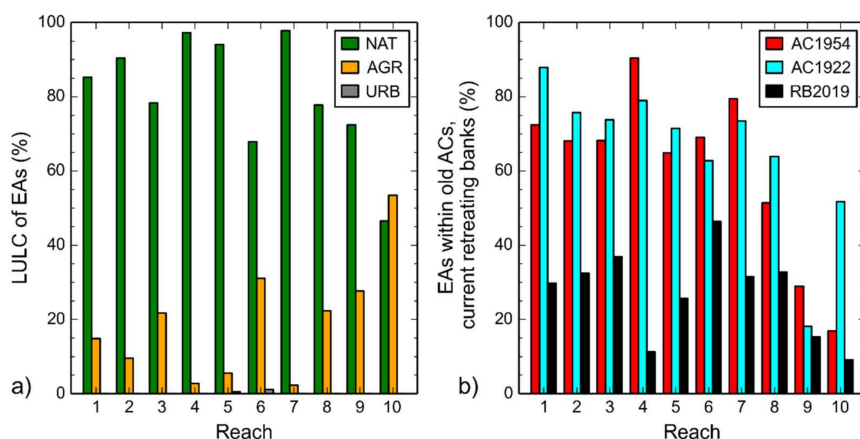 LULC of EAs (%)
100
80
60
40
20
0
NAT
AGR
URB
a)
1 2 3 4 5 6 7 8 9 10
Reach
EAs within old ACs,
current retreating banks (%)
100
80
60
40
20
0
AC1954
AC1922
RB2019
b)
1 2 3 4 5 6 7 8 9 10
Reach